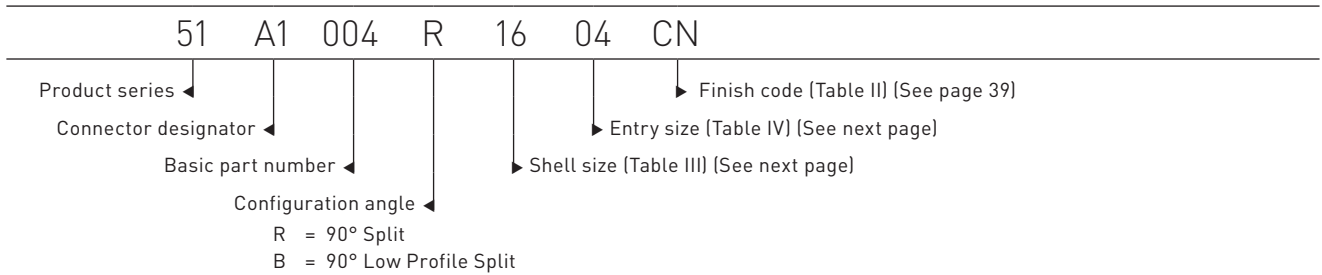 51 A1 004 R 16 04 CN
Product series Finish code (Table II) (See page 39)
Connector designator Entry size (Table IV) (See next page)
Basic part number Shell size (Table III) (See next page)
Configuration angle
R = 90° Split
B = 90° Low Profile Split